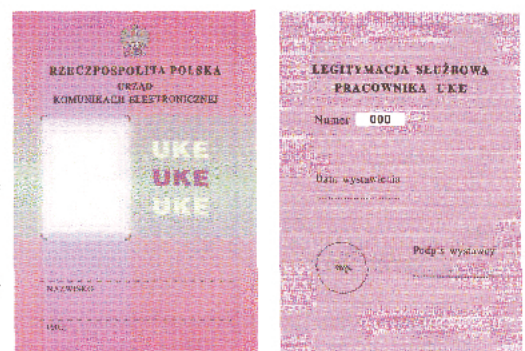 RZECZPOSPOLITA POLSKA
URZĄD
KOMUNIKACJI ELEKTRONICZNEJ
UKE
UKE
UKE
NAZWISKO
IMIĘ
LEGITYMACJA SŁUŻBOWA
PRACOWNIKA UKE
Numer 000
Data wystawienia
Podpis wystawcy